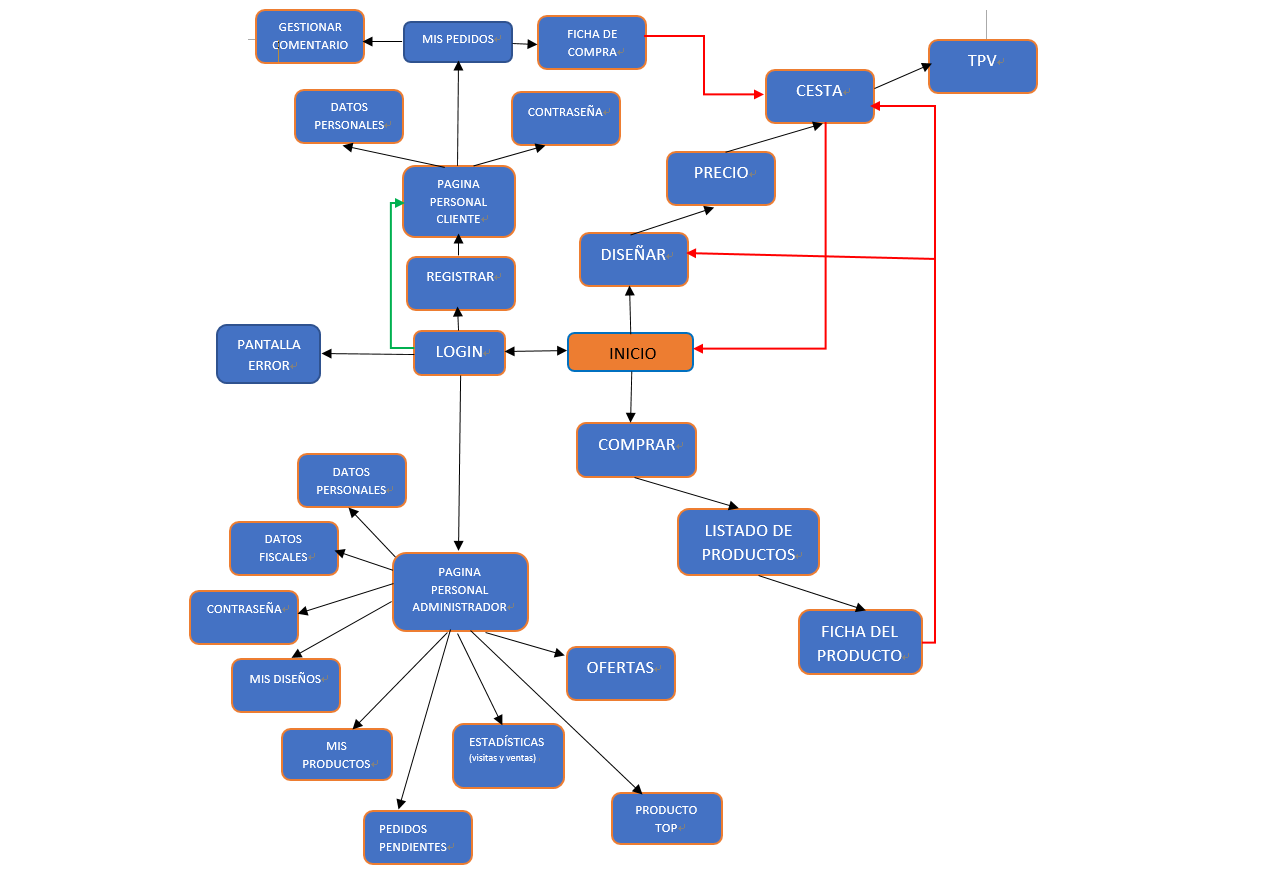 GESTIONAR
COMENTARIO
MIS PEDIDOS
FICHA DE
COMPRA
TPV
CESTA
DATOS
PERSONALES
CONTRASEÑA
PRECIO
PAGINA
PERSONAL
CLIENTE
DISEÑAR
REGISTRAR
PANTALLA
ERROR
LOGIN
INICIO
COMPRAR
DATOS
PERSONALES
LISTADO DE
PRODUCTOS
DATOS
FISCALES
PAGINA
PERSONAL
ADMINISTRADOR
CONTRASEÑA
FICHA DEL
PRODUCTO
MIS DISEÑOS
OFERTAS
MIS
PRODUCTOS
ESTADÍSTICAS
(visitas y ventas)
PRODUCTO
TOP
PEDIDOS
PENDIENTES